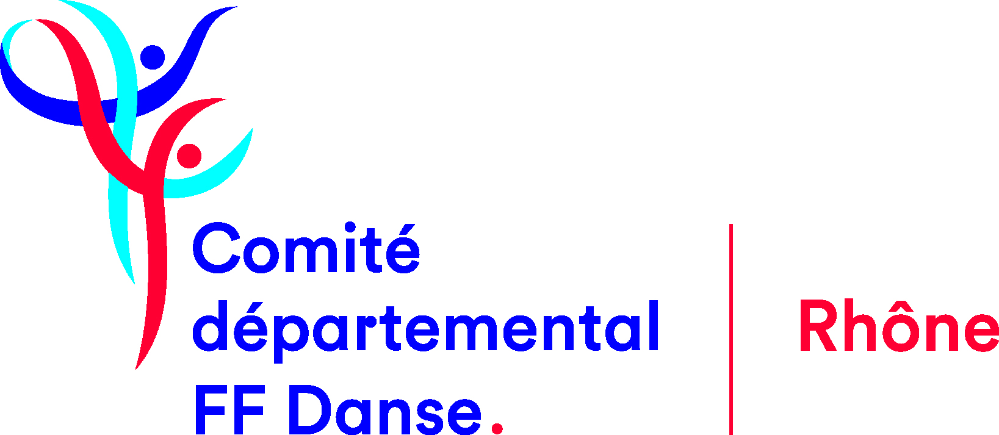 Comité
départemental
FF Danse.
Rhône